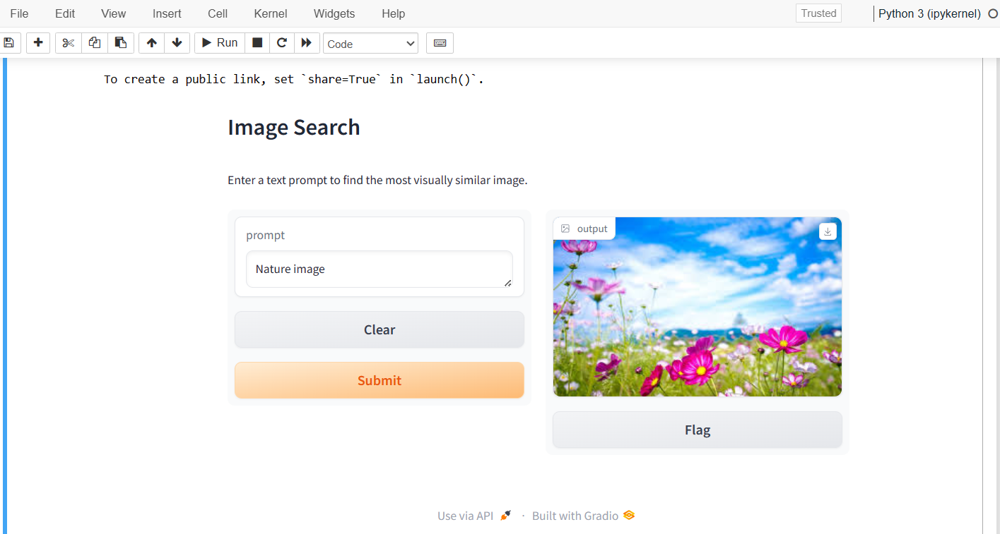 File Edit View Insert Cell Kernel Widgets Help Trusted Python 3 (ipykernel)
Run Code
To create a public link, set `share=True` in `launch()`.
Image Search
Enter a text prompt to find the most visually similar image.
prompt
Nature image
Clear
Submit
output
Flag
Use via API · Built with Gradio